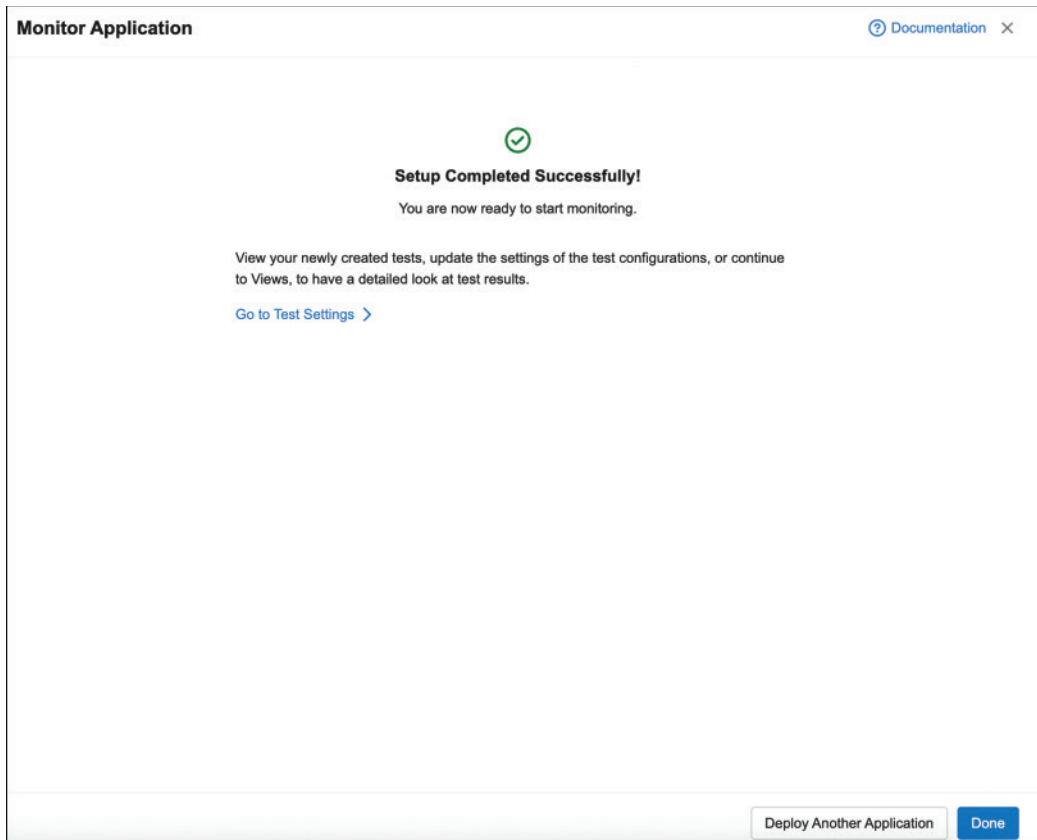 Monitor Application
Documentation
Setup Completed Successfully!
You are now ready to start monitoring.
View your newly created tests, update the settings of the test configurations, or continue
to Views, to have a detailed look at test results.
Go to Test Settings
Deploy Another Application
Done